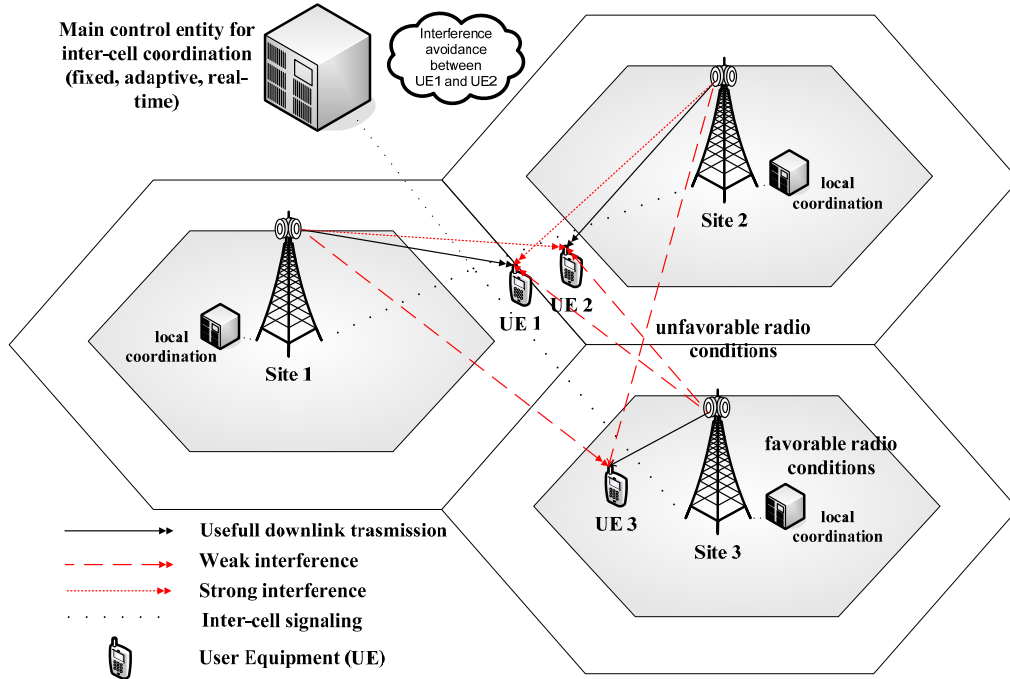 Main control entity for
inter-cell coordination
(fixed, adaptive, real-
time)
Interference
avoidance
between
UE1 and UE2
local
coordination
Site 2
UE 1
UE 2
local
coordination
Site 1
unfavorable radio
conditions
favorable radio
conditions
UE 3
local
coordination
Site 3
Usefull downlink trasmission
Weak interference
Strong interference
Inter-cell signaling
User Equipment (UE)